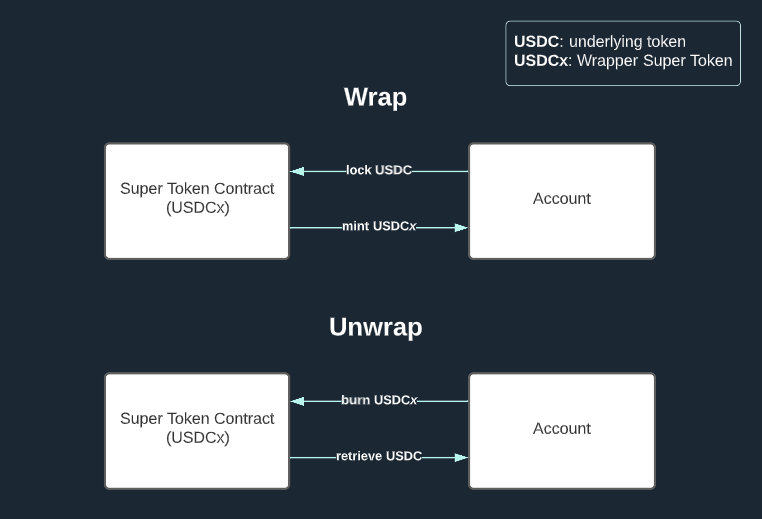 USDC: underlying token
USDCx: Wrapper Super Token
Wrap
Super Token Contract
(USDCx)
lock USDC
mint USDCx
Account
Unwrap
Super Token Contract
(USDCx)
burn USDCx
retrieve USDC
Account